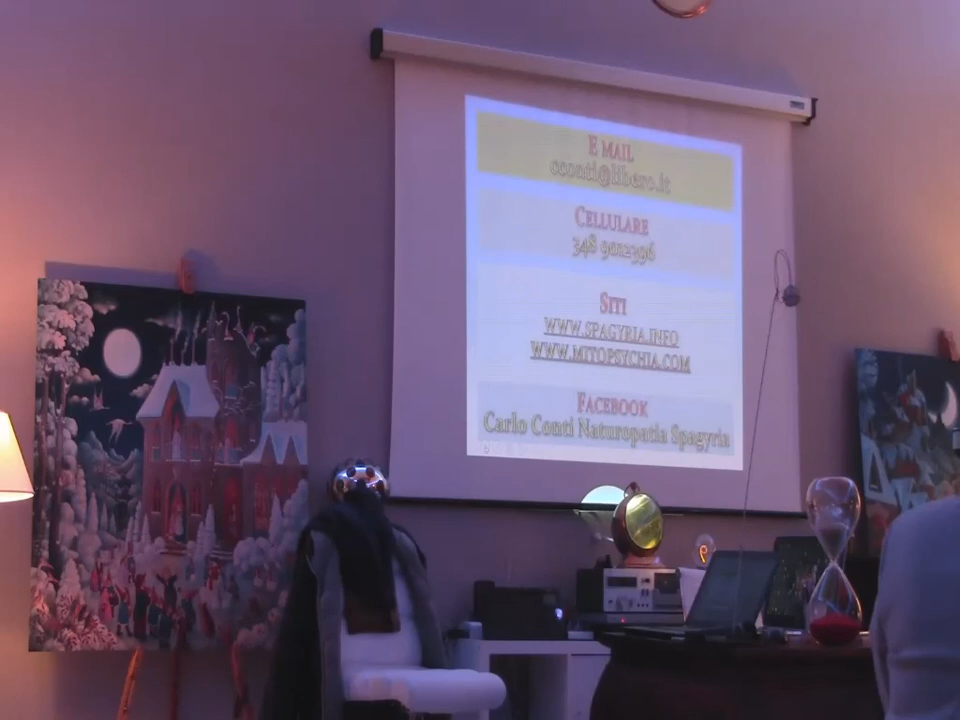 E MAIL
cconti@libero.it
CELLULARE
348 9012396
SITI
WWW.SPAGYRIA.INFO
WWW.MITOPSYCHIA.COM
FACEBOOK
Carlo Conti Naturopatia Spagyria